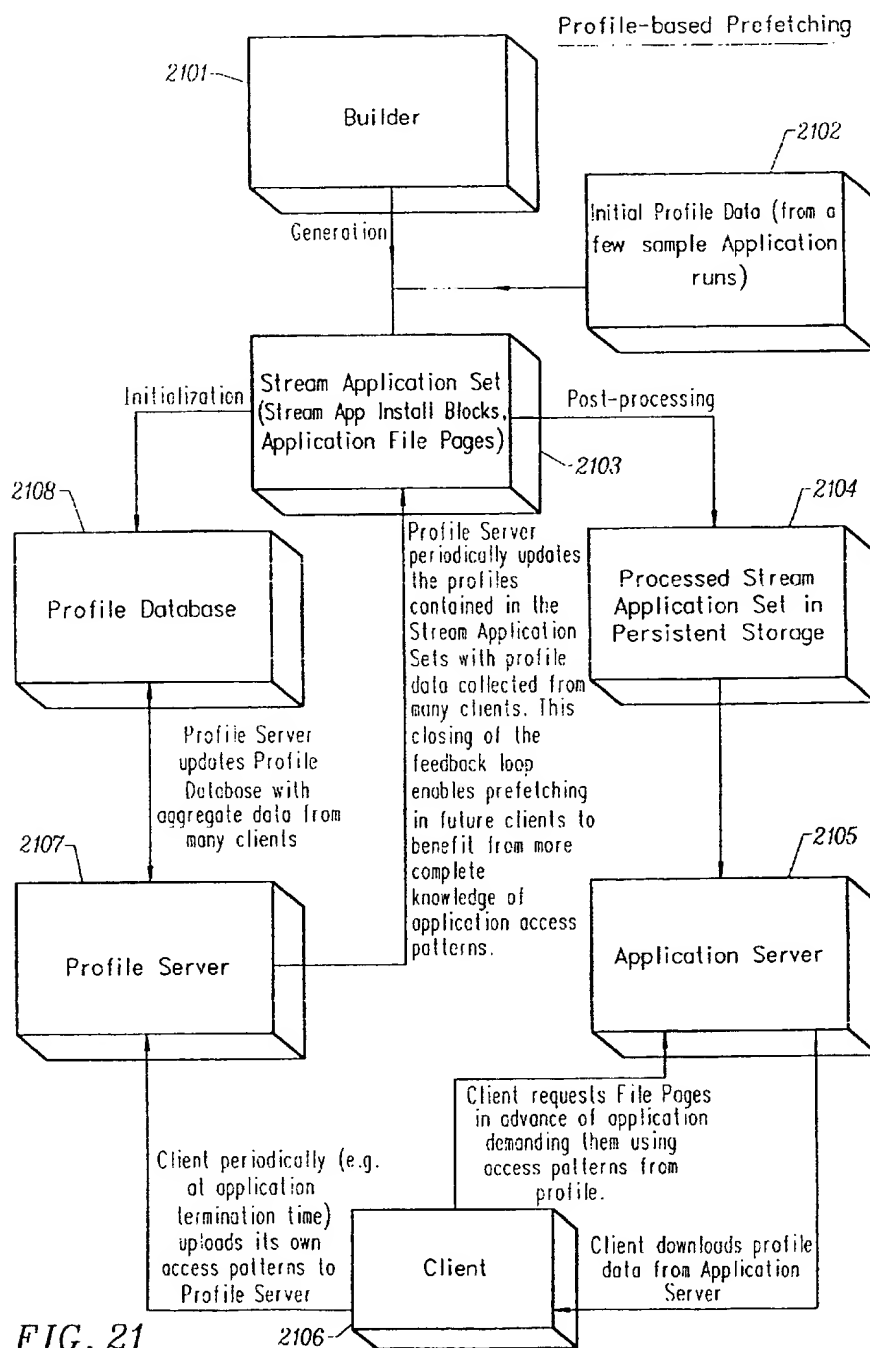 Profile-based Prefetching
2101
Builder
2102
Initial Profile Data (from a
few sample Application
runs)
Generation
Initialization
Stream Application Set
(Stream App Install Blocks,
Application File Pages)
Post-processing
2103
2108
Profile Database
2104
Processed Stream
Application Set in
Persistent Storage
Profile Server
periodically updates
the profiles
contained in the
Stream Application
Sets with profile
data collected from
many clients. This
closing of the
feedback loop
enables prefetching
in future clients to
benefit from more
complete
knowledge of
application access
patterns.
Profile Server
updates Profile
Database with
aggregate data from
many clients
2107
Profile Server
2105
Application Server
Client requests File Pages
in advance of application
demanding them using
access patterns from
profile.
Client periodically (e.g.
at application
termination time)
uploads its own
access patterns to
Profile Server
Client
Client downloads profile
data from Application
Server
2106
FIG. 21